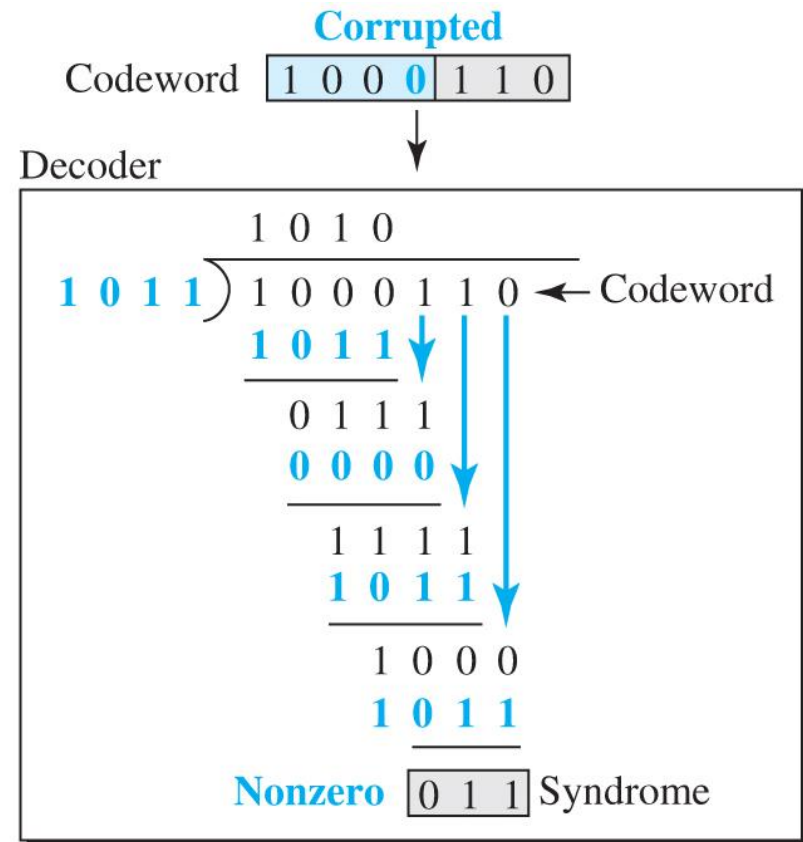 Corrupted
Codeword 1 0 0 0 1 1 0
Decoder
1 0 1 0
1 0 1 1 ) 1 0 0 0 1 1 0 Codeword
1 0 1 1
0 1 1 1
0 0 0 0
1 1 1 1
1 0 1 1
1 0 0 0
1 0 1 1
Nonzero 0 1 1 Syndrome